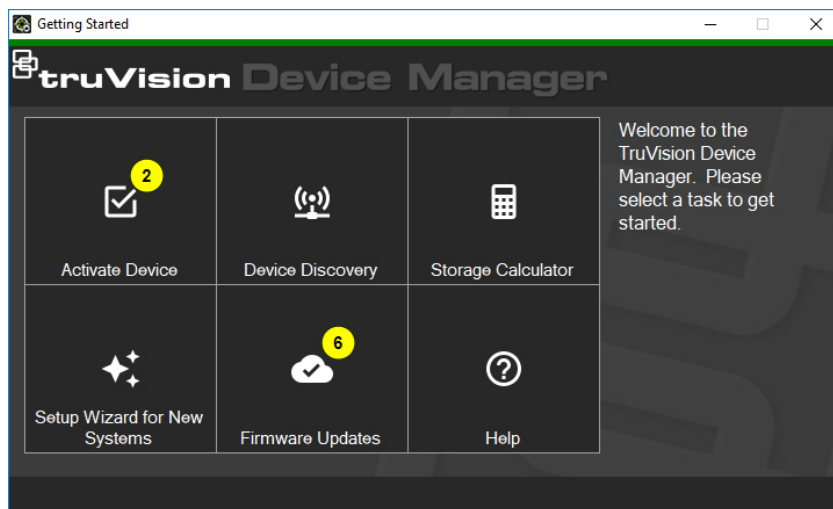 Getting Started
truVision Device Manager
2
Activate Device
Device Discovery
Storage Calculator
Setup Wizard for New
Systems
6
Firmware Updates
Help
Welcome to the
TruVision Device
Manager. Please
select a task to get
started.